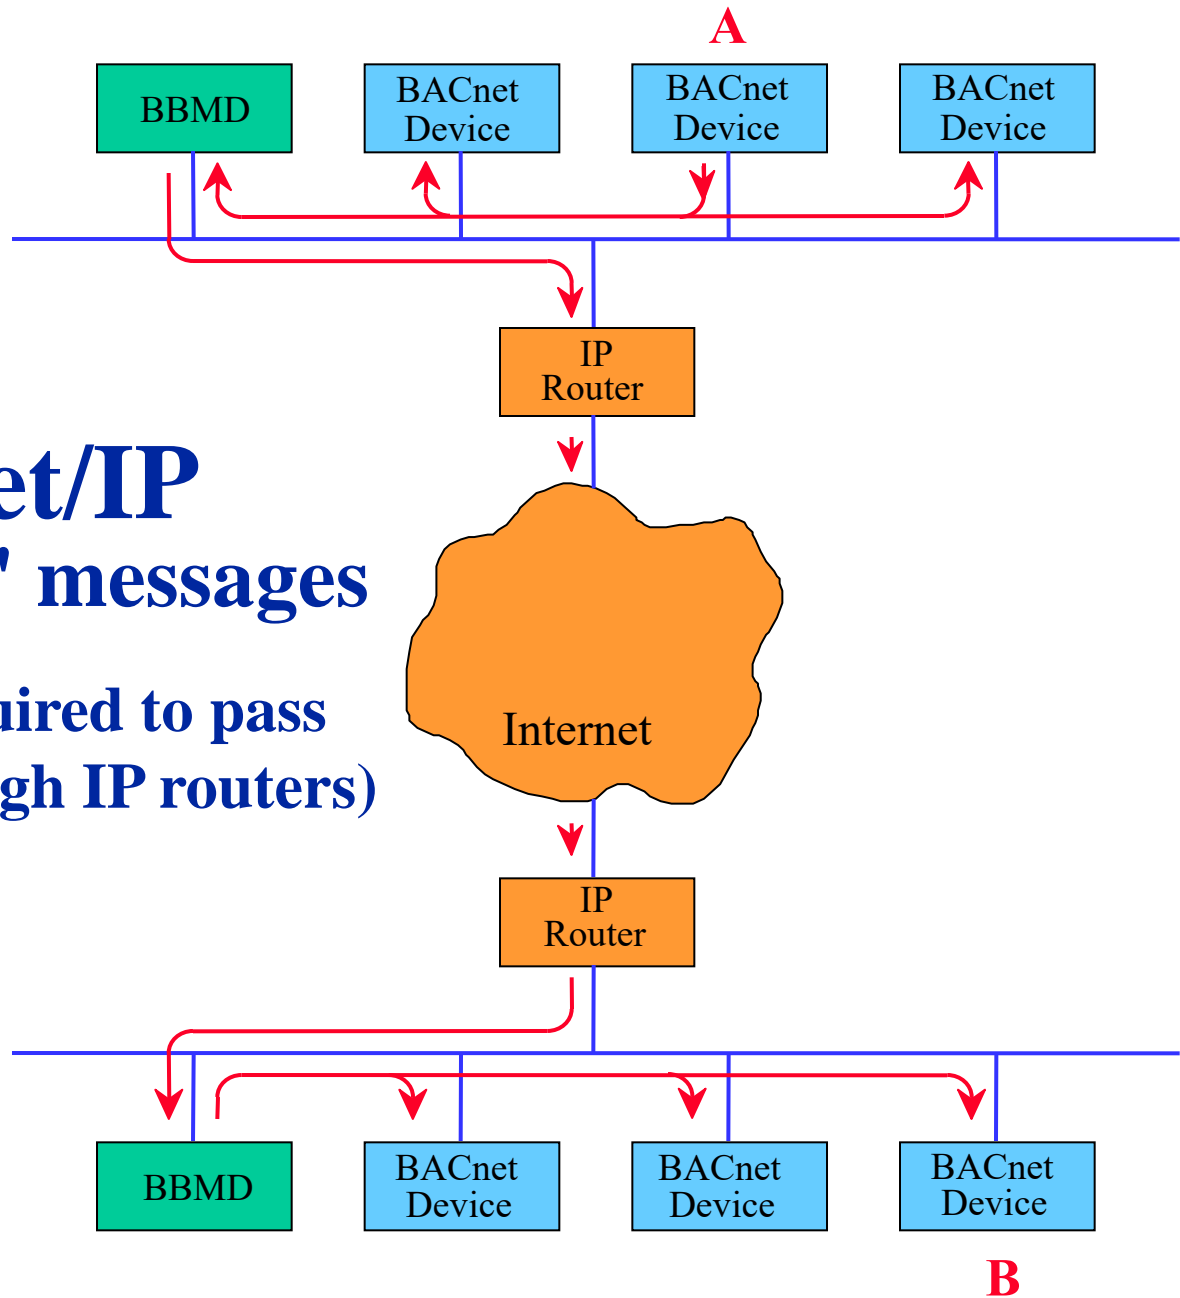 A
BBMD
BACnet
Device
BACnet
Device
BACnet
Device
IP
Router
et/IP
" messages
uired to pass
gh IP routers)
Internet
IP
Router
BBMD
BACnet
Device
BACnet
Device
BACnet
Device
B